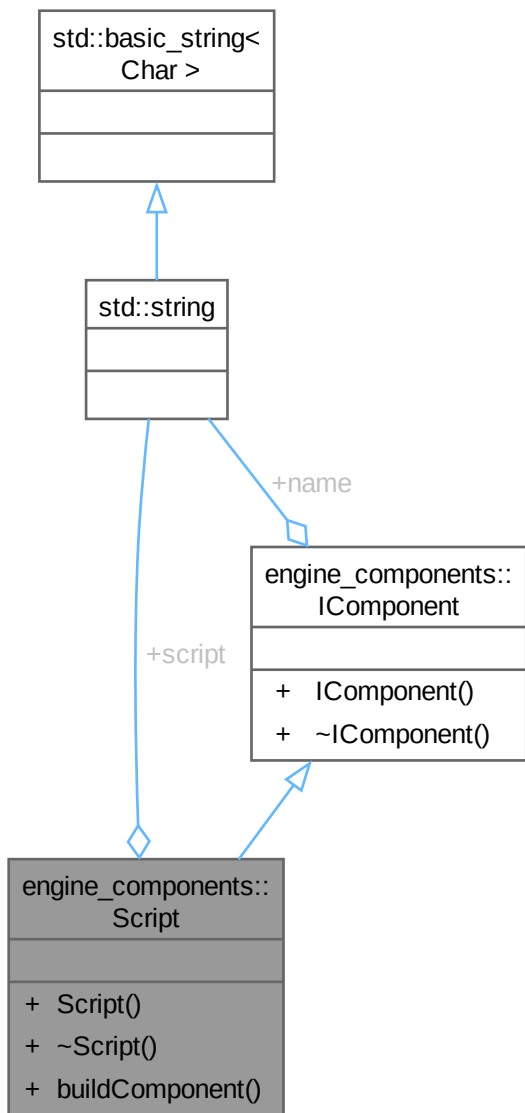 std::basic_string<
Char >
std::string
+name
engine_components::
IComponent
+ IComponent()
+ ~IComponent()
+script
engine_components::
Script
+ Script()
+ ~Script()
+ buildComponent()